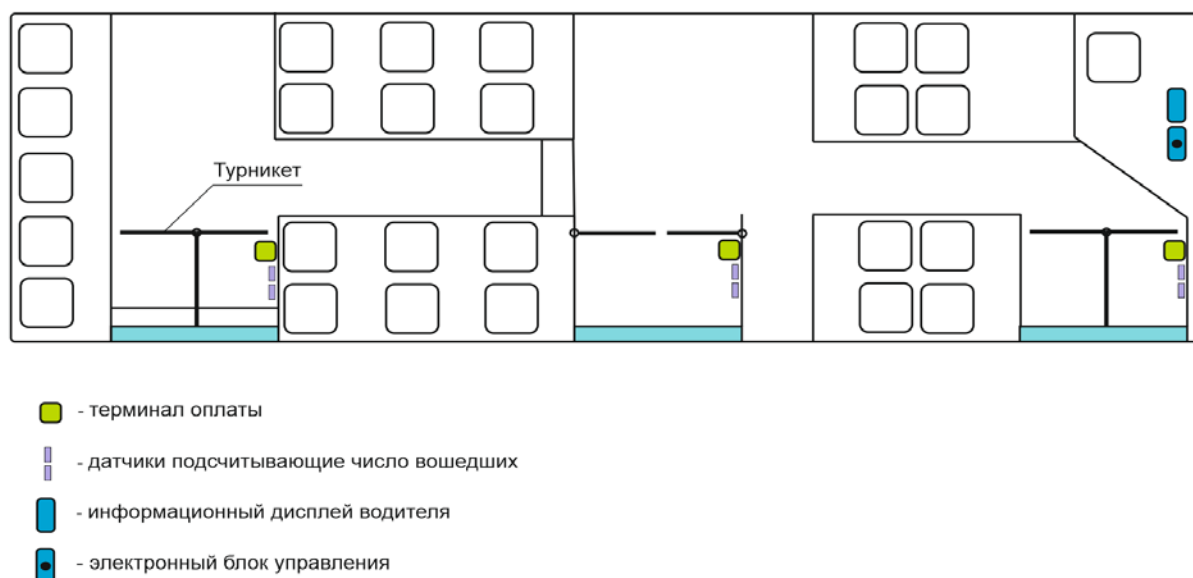 Турникет
- терминал оплаты
- датчики подсчитывающие число вошедших
- информационный дисплей водителя
- электронный блок управления